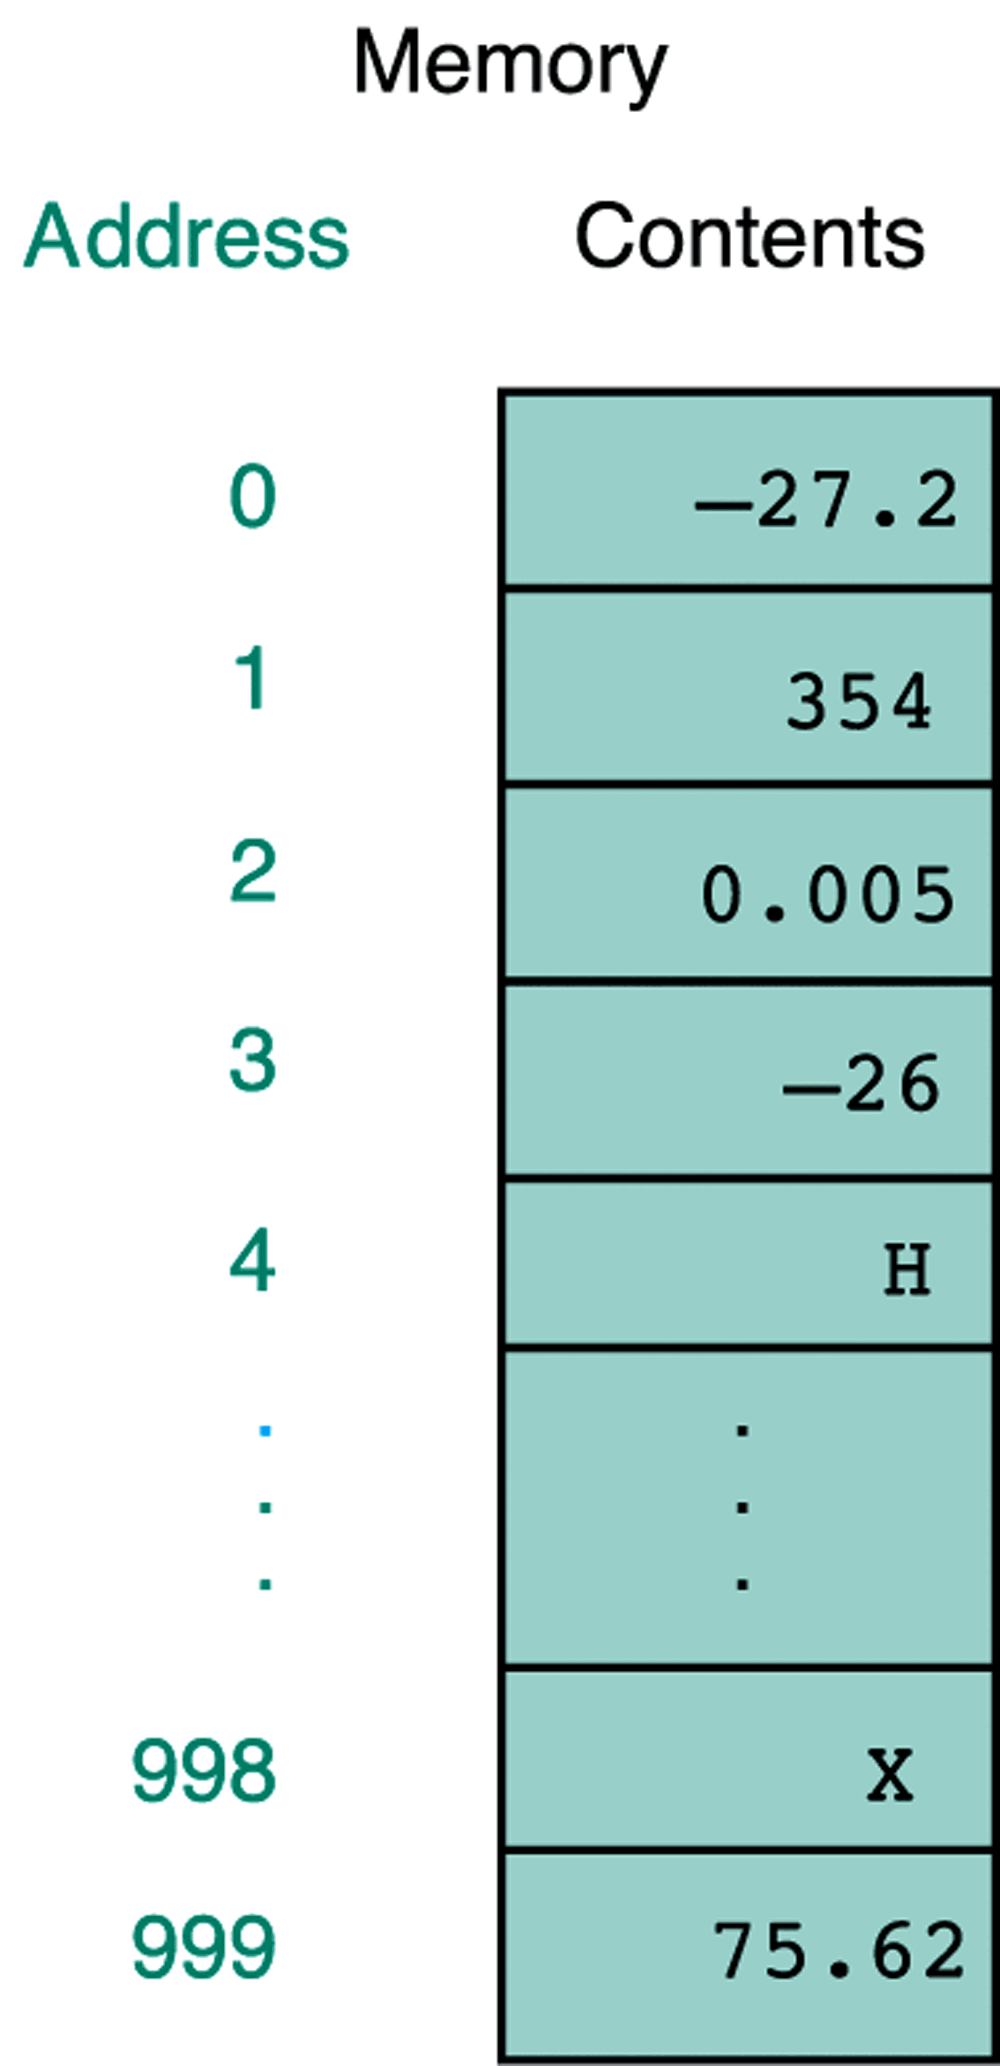 Memory
Address Contents
0 –27.2
1 354
2 0.005
3 –26
4 H
. .
. .
. .
998 X
999 75.62